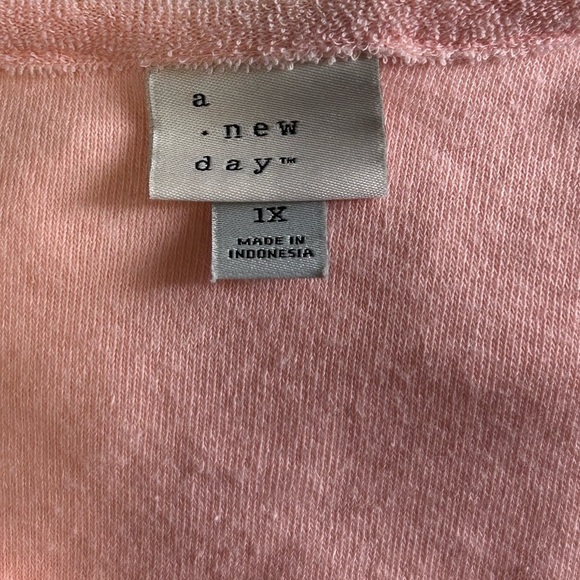 a
. new
day™
1X
MADE IN
INDONESIA